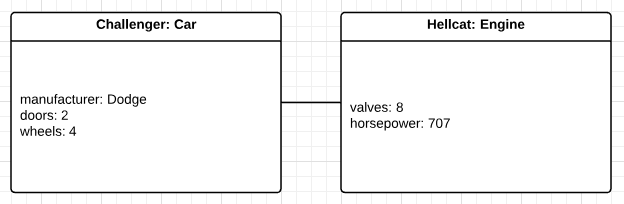 Challenger: Car
manufacturer: Dodge
doors: 2
wheels: 4
Hellcat: Engine
valves: 8
horsepower: 707